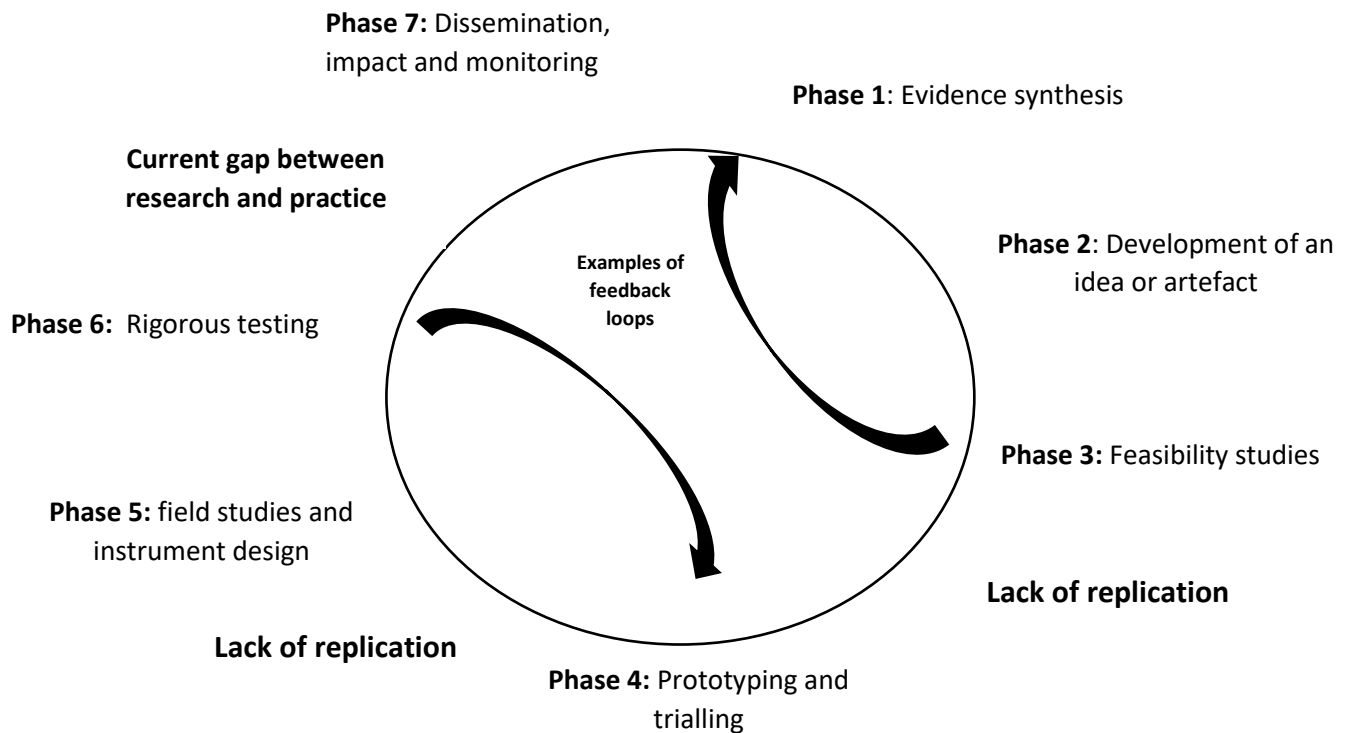 Phase 7: Dissemination,
impact and monitoring
Phase 1: Evidence synthesis
Current gap between
research and practice
Phase 2: Development of an
idea or artefact
Examples of
feedback
loops
Phase 6: Rigorous testing
Phase 3: Feasibility studies
Phase 5: field studies and
instrument design
Lack of replication
Lack of replication
Phase 4: Prototyping and
trialling